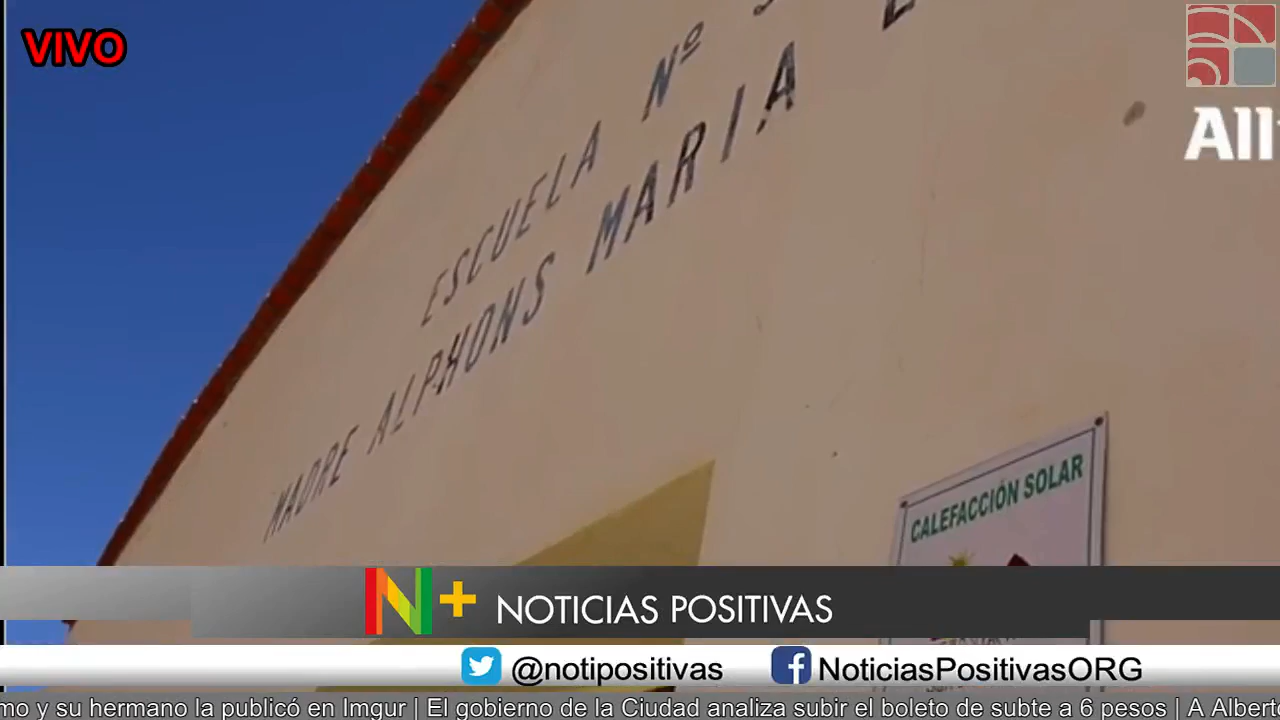 VIVO
All
ESCUELA Nº
MADRE ALPHONS MARIA E
CALEFACCIÓN SOLAR
N+ NOTICIAS POSITIVAS
@notipositivas
NoticiasPositivasORG
mo y su hermano la publicó en Imgur | El gobierno de la Ciudad analiza subir el boleto de subte a 6 pesos | A Alberto